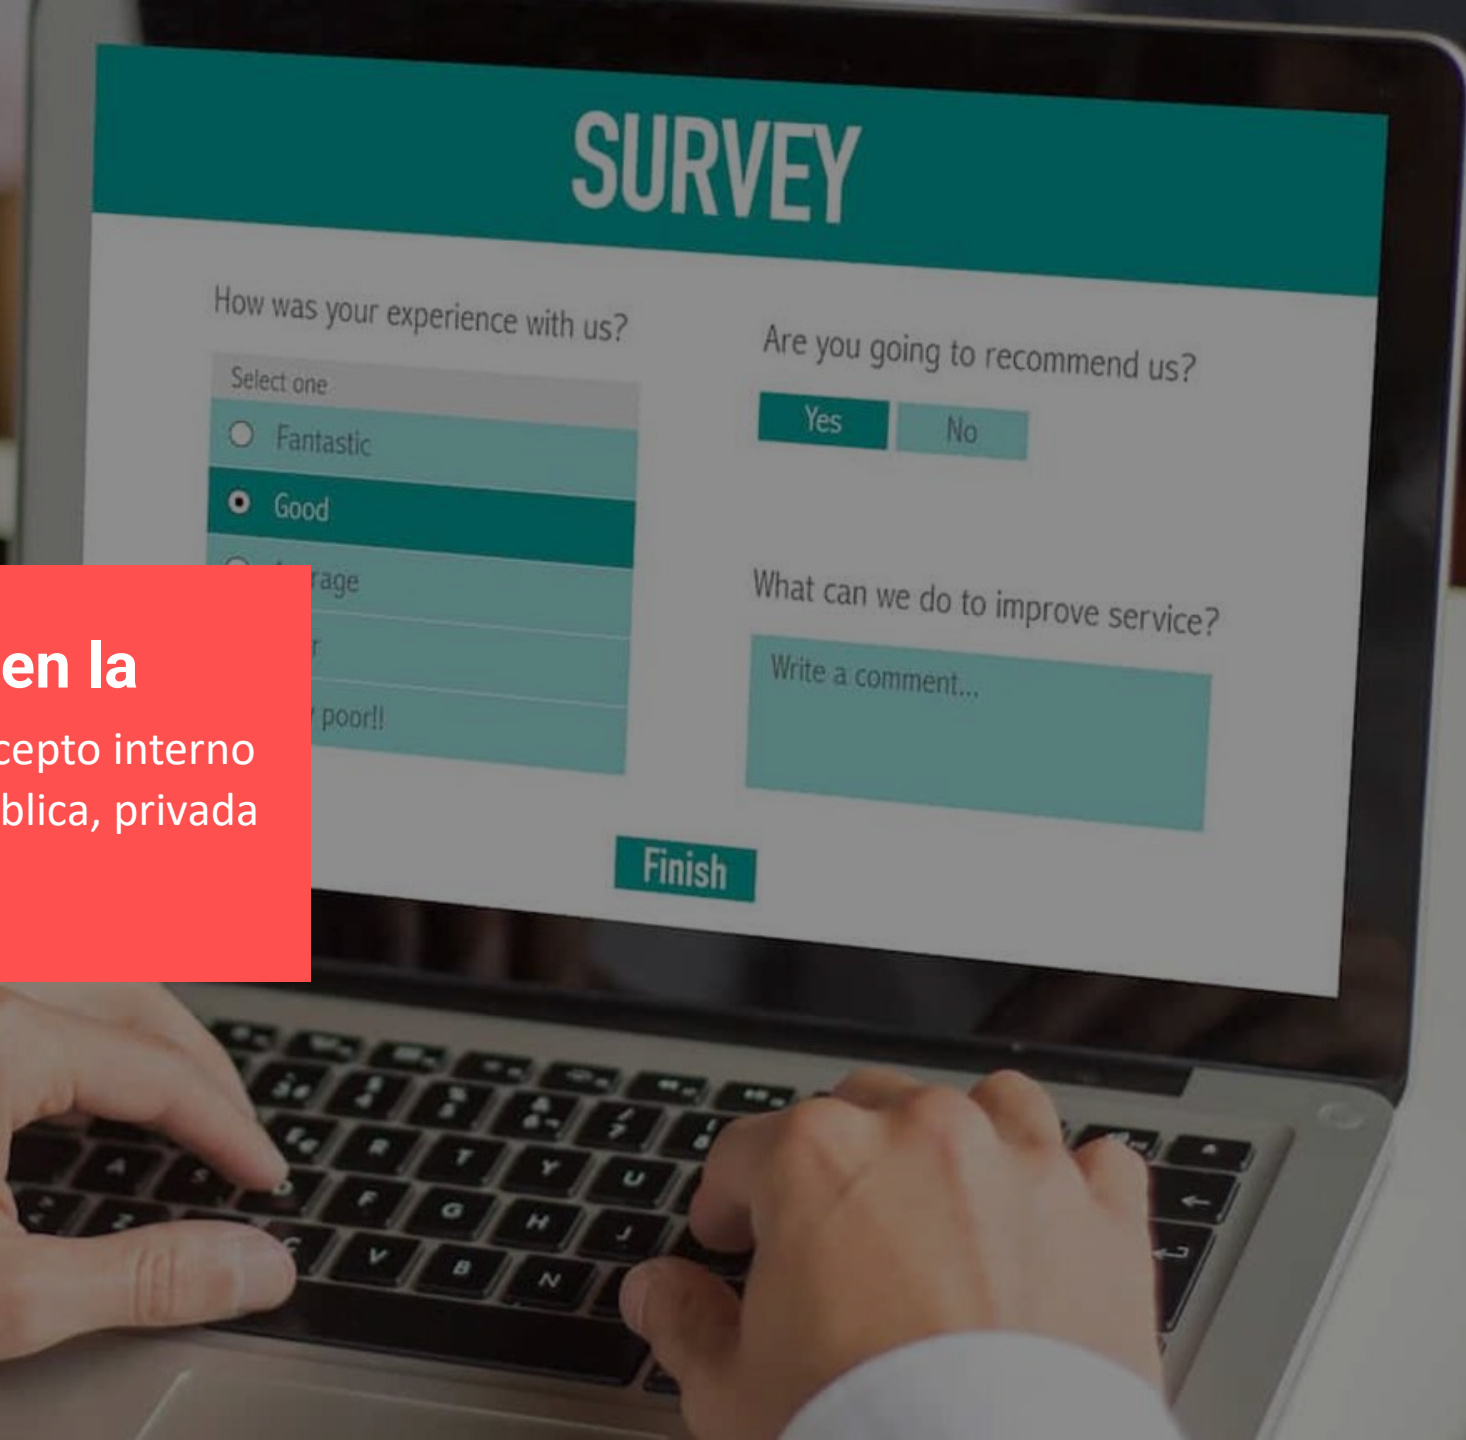 SURVEY
How was your experience with us?
Select one
Fantastic
Good
rage
r
poor!!
Are you going to recommend us?
Yes
No
What can we do to improve service?
Write a comment...
Finish
en la
cepto interno
blica, privada
A
S
D
F
G
H
J
R
T
Y
U
Z
C
V
B
N